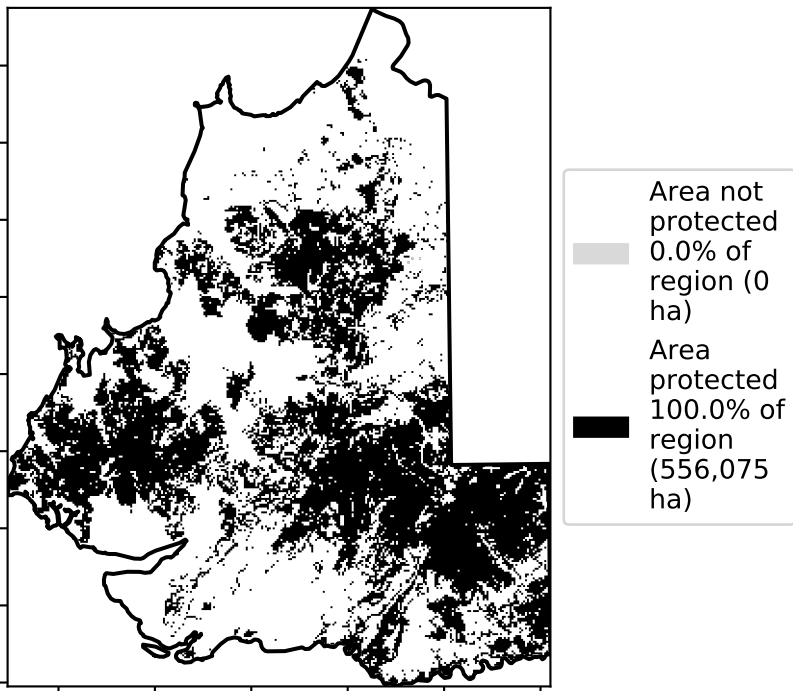 Area not
protected
0.0% of
region (0
ha)
Area
protected
100.0% of
region
(556,075
ha)